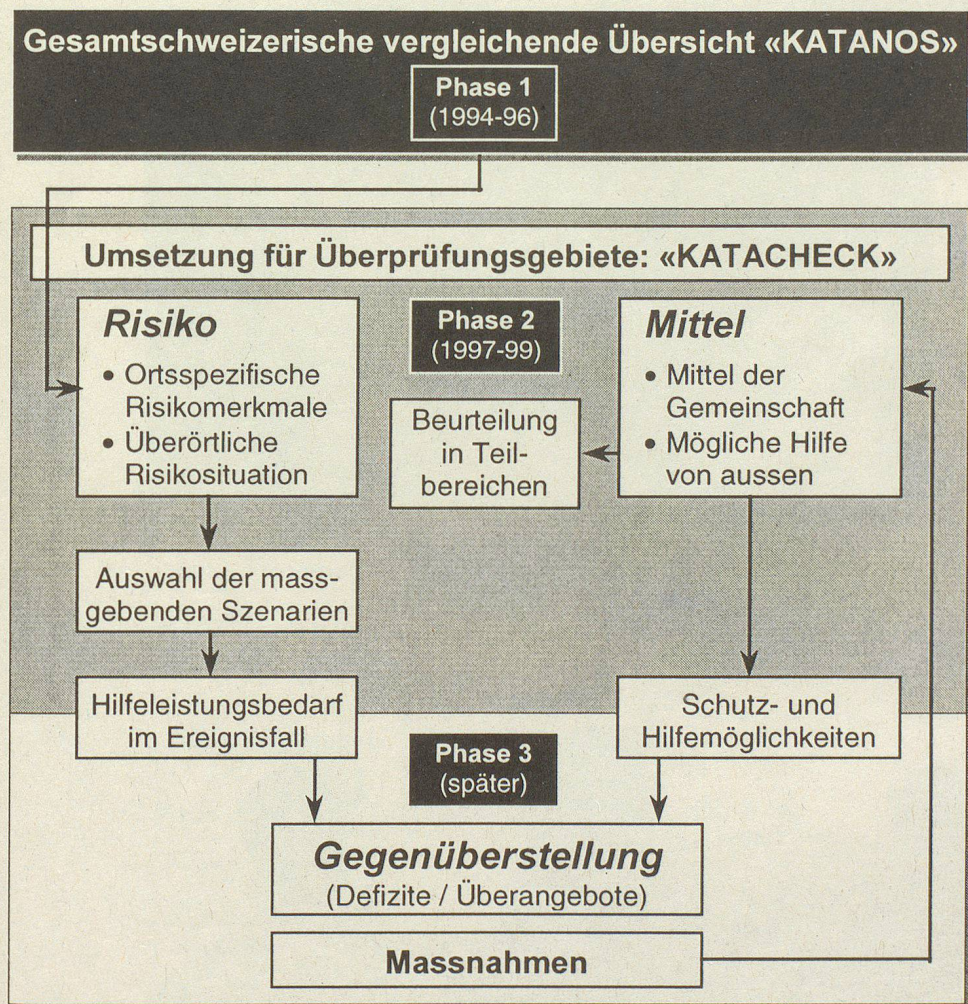 Gesamtschweizerische vergleichende Übersicht «KATANOS»
Phase 1
(1994-96)
Umsetzung für Überprüfungsgebiete: «KATACHECK»
Risiko
• Ortsspezifische
Risikomerkmale
• Überörtliche
Risikosituation
Phase 2
(1997-99)
Mittel
• Mittel der
Gemeinschaft
• Mögliche Hilfe
von aussen
Beurteilung
in Teil-
bereichen
Auswahl der mass-
gebenden Szenarien
Hilfeleistungsbedarf
im Ereignisfall
Schutz- und
Hilfemöglichkeiten
Phase 3
(später)
Gegenüberstellung
(Defizite / Überangebote)
Massnahmen